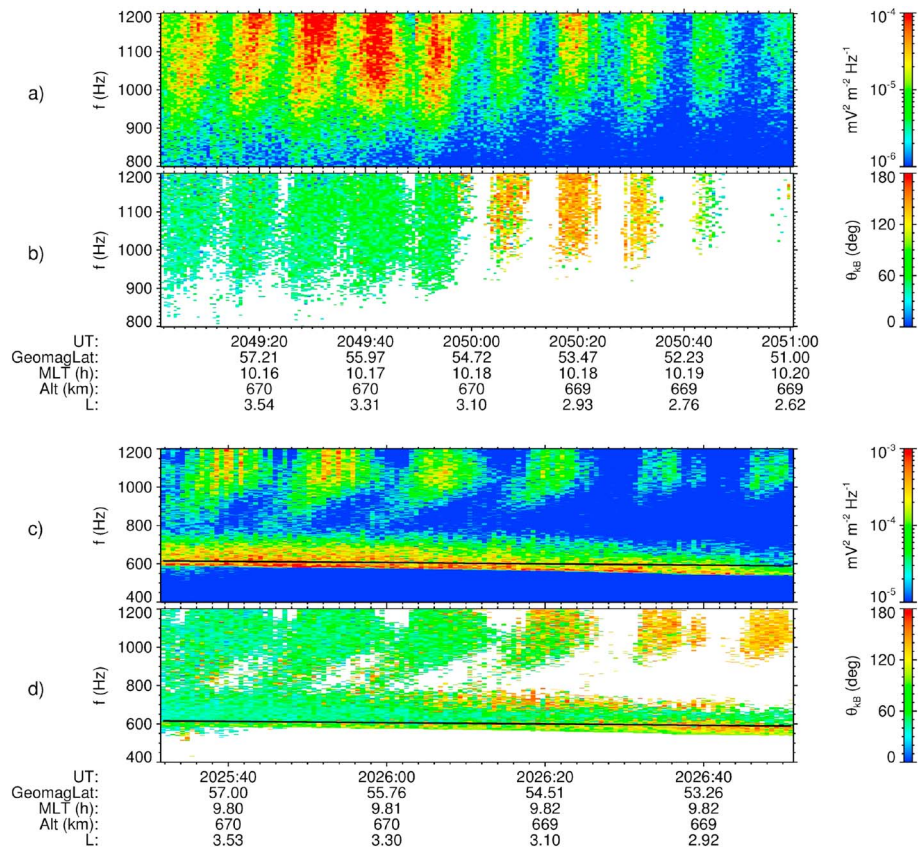 a)
f (Hz)
1200
1100
1000
900
800
10-4
10-5
10-6
mV2 m-2 Hz-1
b)
f (Hz)
1200
1100
1000
900
800
180
120
60
0
θkB (deg)
UT: 2049:20 2049:40 2050:00 2050:20 2050:40 2051:00
GeomagLat: 57.21 55.97 54.72 53.47 52.23 51.00
MLT (h): 10.16 10.17 10.18 10.18 10.19 10.20
Alt (km): 670 670 670 669 669 669
L: 3.54 3.31 3.10 2.93 2.76 2.62
c)
f (Hz)
1200
1000
800
600
400
10-3
10-4
10-5
mV2 m-2 Hz-1
d)
f (Hz)
1200
1000
800
600
400
180
120
60
0
θkB (deg)
UT: 2025:40 2026:00 2026:20 2026:40
GeomagLat: 57.00 55.76 54.51 53.26
MLT (h): 9.80 9.81 9.82 9.82
Alt (km): 670 670 669 669
L: 3.53 3.30 3.10 2.92